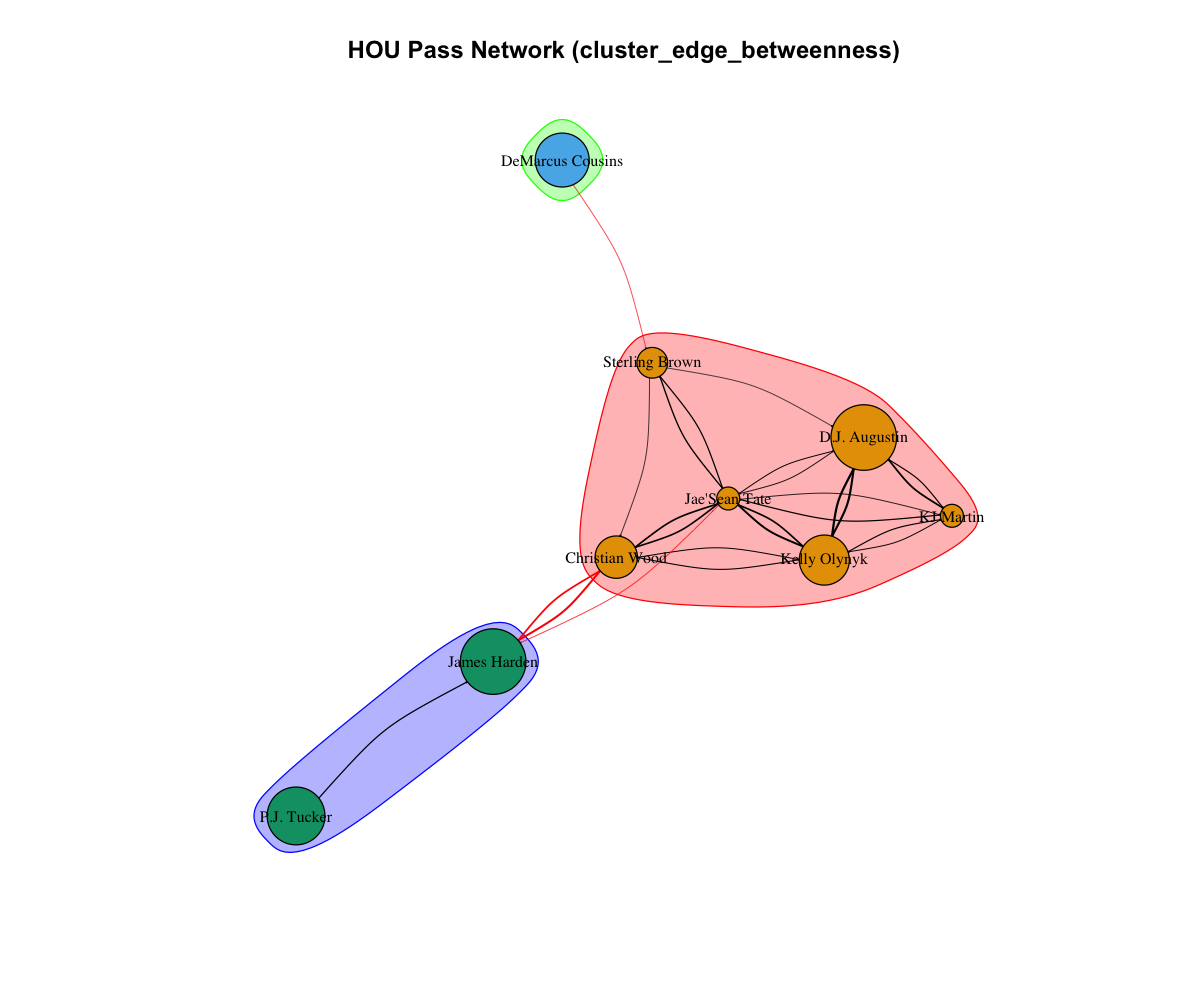 HOU Pass Network (cluster_edge_betweenness)
DeMarcus Cousins
Sterling Brown
D.J. Augustin
Jae'Sean Tate
KJ Martin
Christian Wood
Kelly Olynyk
James Harden
P.J. Tucker